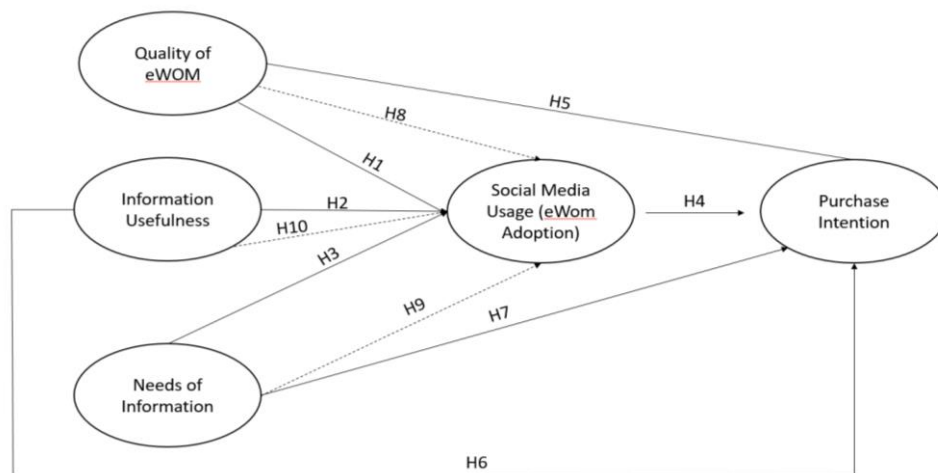 Quality of
eWOM
H5
H8
H1
Information
Usefulness
H2
H10
H3
Social Media
Usage (eWom
Adoption)
H4
Purchase
Intention
H9
H7
Needs of
Information
H6